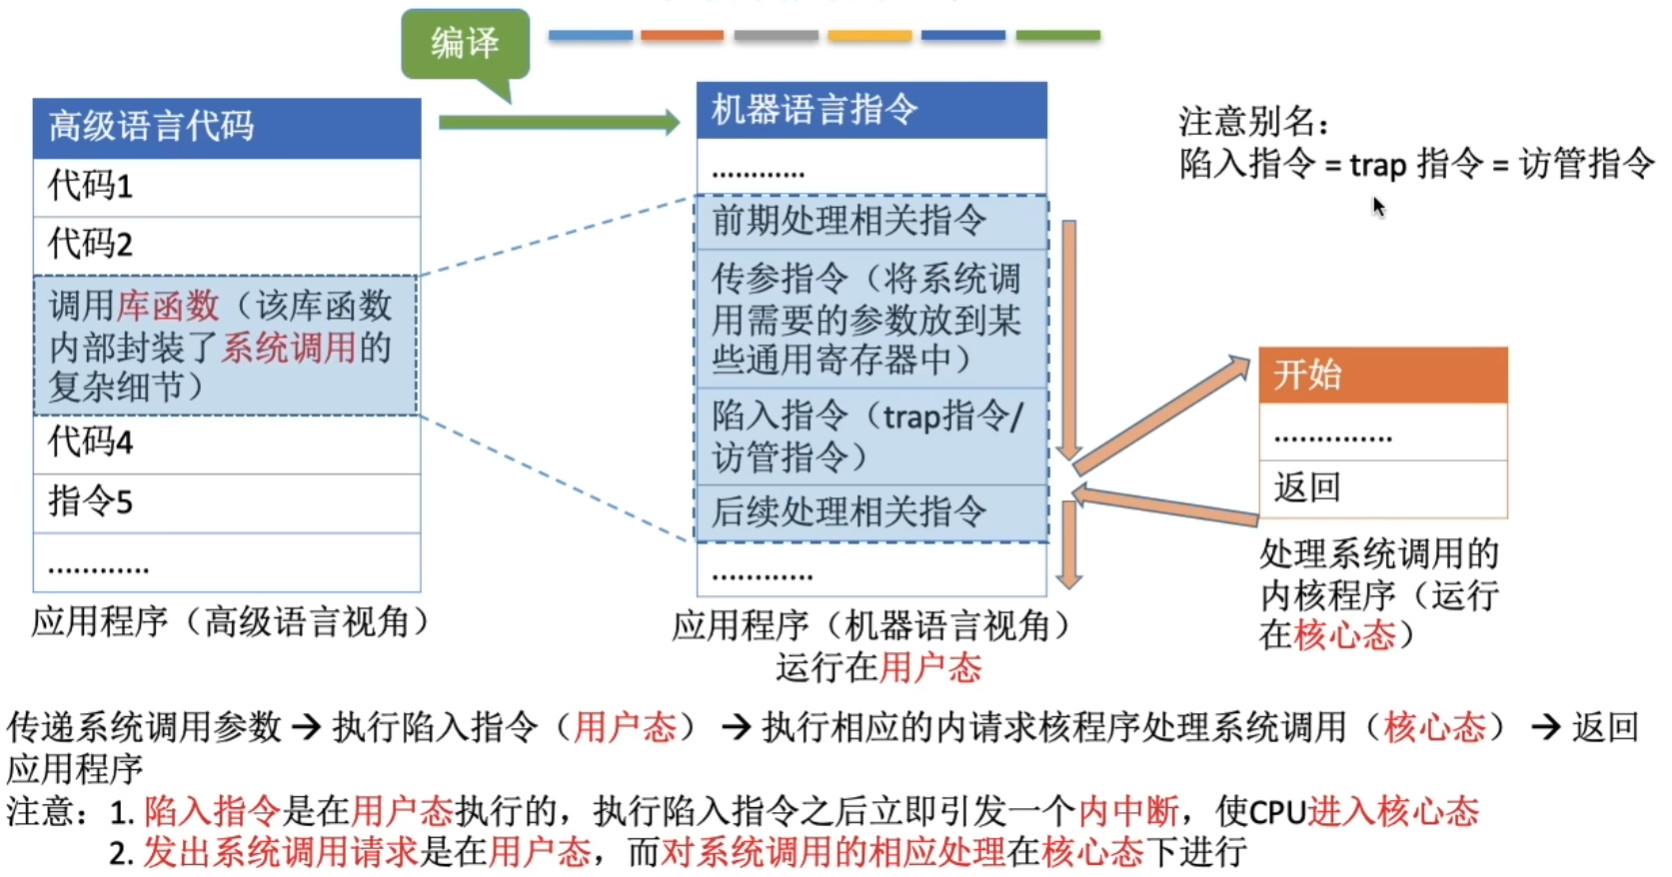 编译
高级语言代码
代码1
代码2
调用库函数（该库函数
内部封装了系统调用的
复杂细节）
代码4
指令5
............
应用程序（高级语言视角）
机器语言指令
............
前期处理相关指令
传参指令（将系统调
用需要的参数放到某
些通用寄存器中）
陷入指令（trap指令/
访管指令）
后续处理相关指令
............
应用程序（机器语言视角）
运行在用户态
注意别名：
陷入指令 = trap 指令 = 访管指令
开始
..............
返回
处理系统调用的
内核程序（运行
在核心态）
传递系统调用参数 → 执行陷入指令（用户态） → 执行相应的内请求核程序处理系统调用（核心态） → 返回
应用程序
注意：1. 陷入指令是在用户态执行的，执行陷入指令之后立即引发一个内中断，使CPU进入核心态
2. 发出系统调用请求是在用户态，而对系统调用的相应处理在核心态下进行